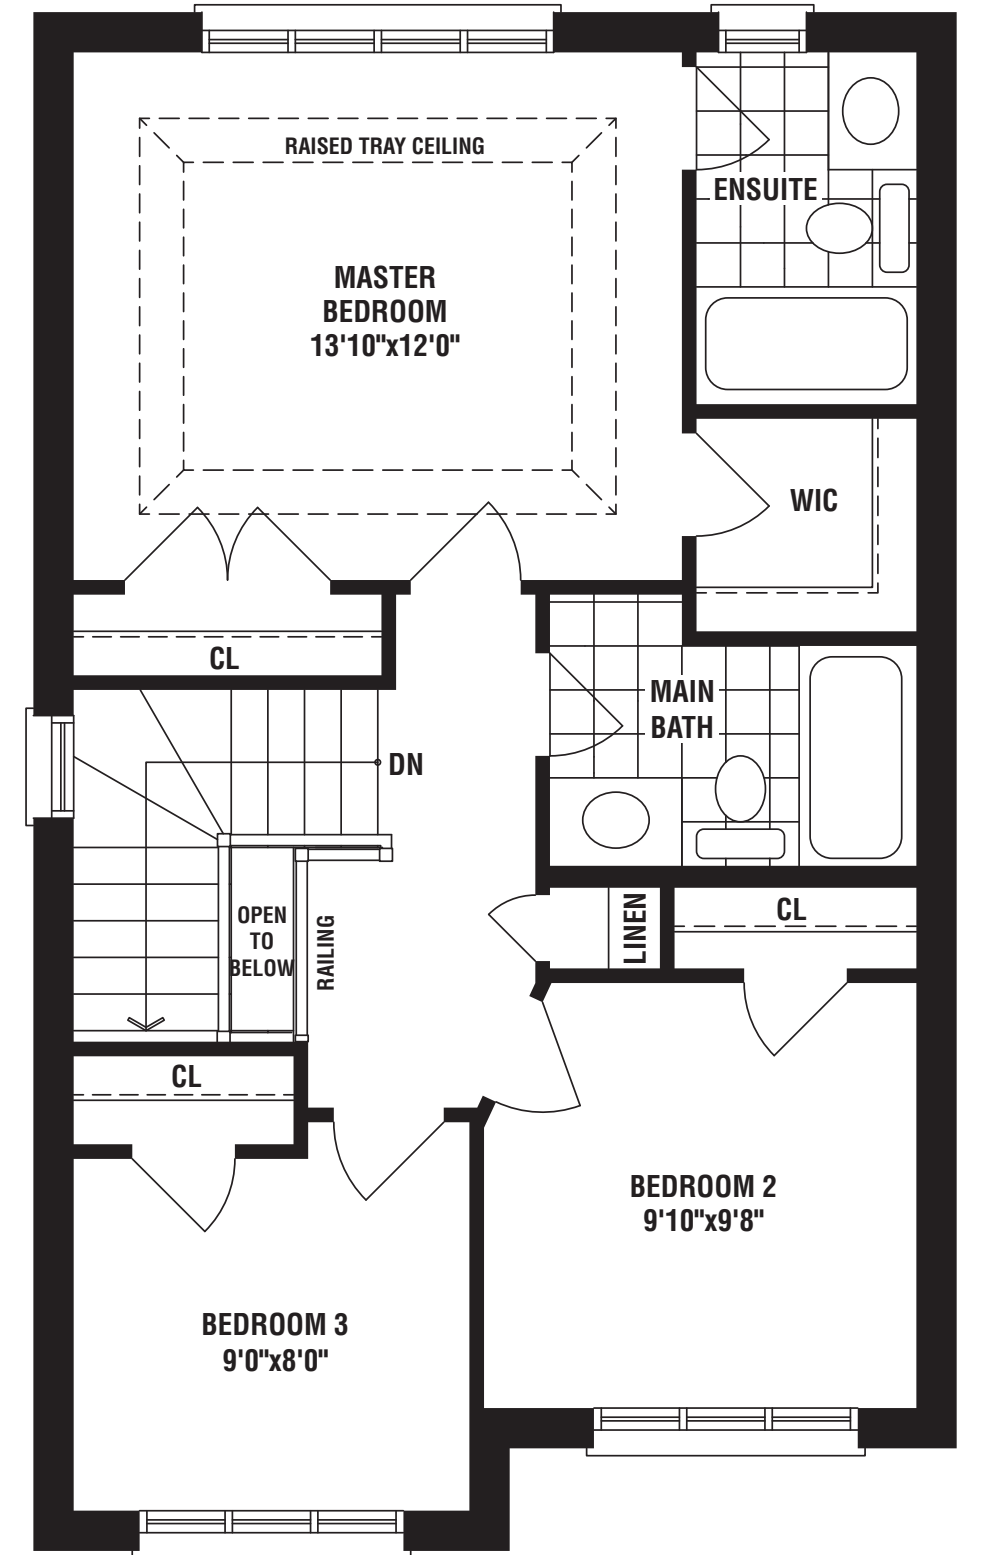 RAISED TRAY CEILING
ENSUITE
MASTER
BEDROOM
13'10"x12'0"
WIC
CL
MAIN
BATH
DN
OPEN
TO
BELOW
RAILING
LINEN
CL
CL
BEDROOM 2
9'10"x9'8"
BEDROOM 3
9'0"x8'0"